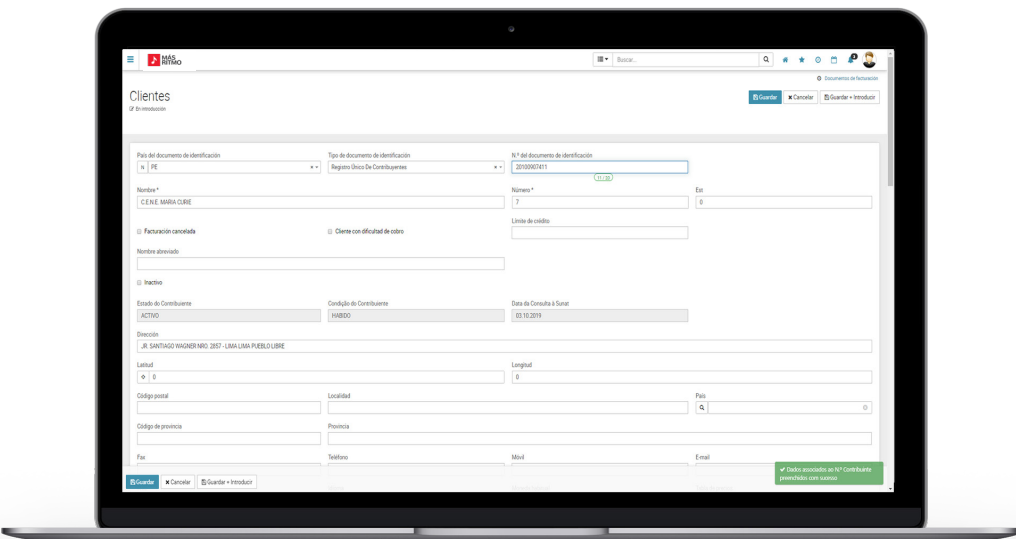 MÁS
RITMO
Buscar...
Documentos de facturación
Clientes
En introducción
Guardar
Cancelar
Guardar + Introducir
País del documento de identificación
Tipo de documento de identificación
N.º del documento de identificación
N PE
Registro Único De Contribuyentes
20100907411
Nombre *
Número *
Est
C.E.N.E. MARIA CURIE
7
0
Límite de crédito
Facturación cancelada
Cliente con dificultad de cobro
Nombre abreviado
Inactivo
Estado do Contribuinte
Condição do Contribuinte
Data da Consulta à Sunat
ACTIVO
HABIDO
03.10.2019
Dirección
JR. SANTIAGO WAGNER NRO. 2857 - LIMA LIMA PUEBLO LIBRE
Latitud
Longitud
0
0
Código postal
Localidad
País
Código de provincia
Provincia
Fax
Teléfono
Móvil
E-mail
Guardar
Cancelar
Guardar + Introducir
Dados associados ao N.º Contribuinte
preenchidos com sucesso